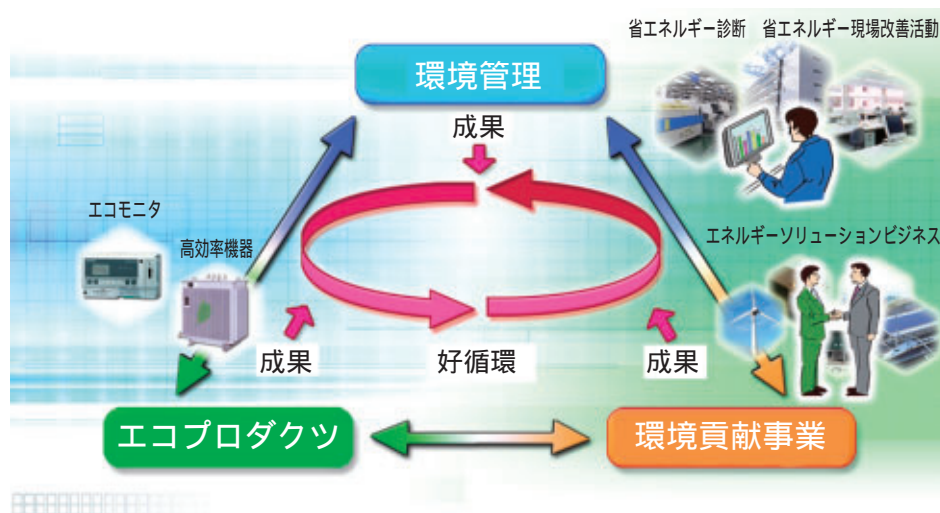 省エネルギー診断　省エネルギー現場改善活動
環境管理
成果
エコモニタ
高効率機器
エネルギーソリューションビジネス
成果
好循環
成果
エコプロダクツ
環境貢献事業